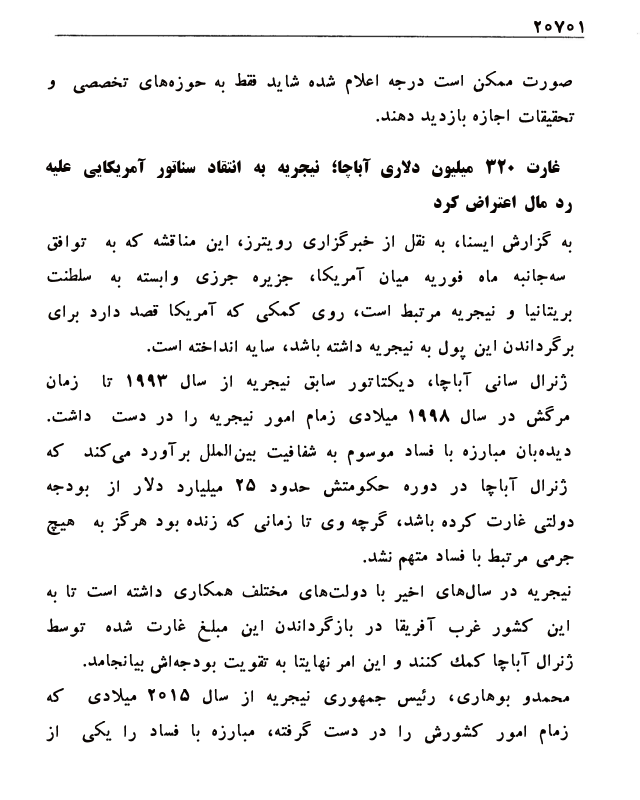 ۲۰۷۰۱
صورت ممکن است درجه اعلام شده شاید فقط به حوزه‌های تخصصی و
تحقیقات اجازه بازدید دهند.
غارت ۳۲۰ میلیون دلاری آباچا؛ نیجریه به انتقاد سناتور آمریکایی علیه
رد مال اعتراض کرد
به گزارش ایسنا، به نقل از خبرگزاری رویترز، این مناقشه که به توافق
سه‌جانبه ماه فوریه میان آمریکا، جزیره جرزی وابسته به سلطنت
بریتانیا و نیجریه مرتبط است، روی کمکی که آمریکا قصد دارد برای
برگرداندن این پول به نیجریه داشته باشد، سایه انداخته است.
ژنرال سانی آباچا، دیکتاتور سابق نیجریه از سال ۱۹۹۳ تا زمان
مرگش در سال ۱۹۹۸ میلادی زمام امور نیجریه را در دست داشت.
دیده‌بان مبارزه با فساد موسوم به شفافیت بین‌الملل برآورد می‌کند که
ژنرال آباچا در دوره حکومتش حدود ۲۵ میلیارد دلار از بودجه
دولتی غارت کرده باشد، گرچه وی تا زمانی که زنده بود هرگز به هیچ
جرمی مرتبط با فساد متهم نشد.
نیجریه در سال‌های اخیر با دولت‌های مختلف همکاری داشته است تا به
این کشور غرب آفریقا در بازگرداندن این مبلغ غارت شده توسط
ژنرال آباچا کمك کنند و این امر نهایتا به تقویت بودجه‌اش بیانجامد.
محمدو بوهاری، رئیس جمهوری نیجریه از سال ۲۰۱۵ میلادی که
زمام امور کشورش را در دست گرفته، مبارزه با فساد را یکی از